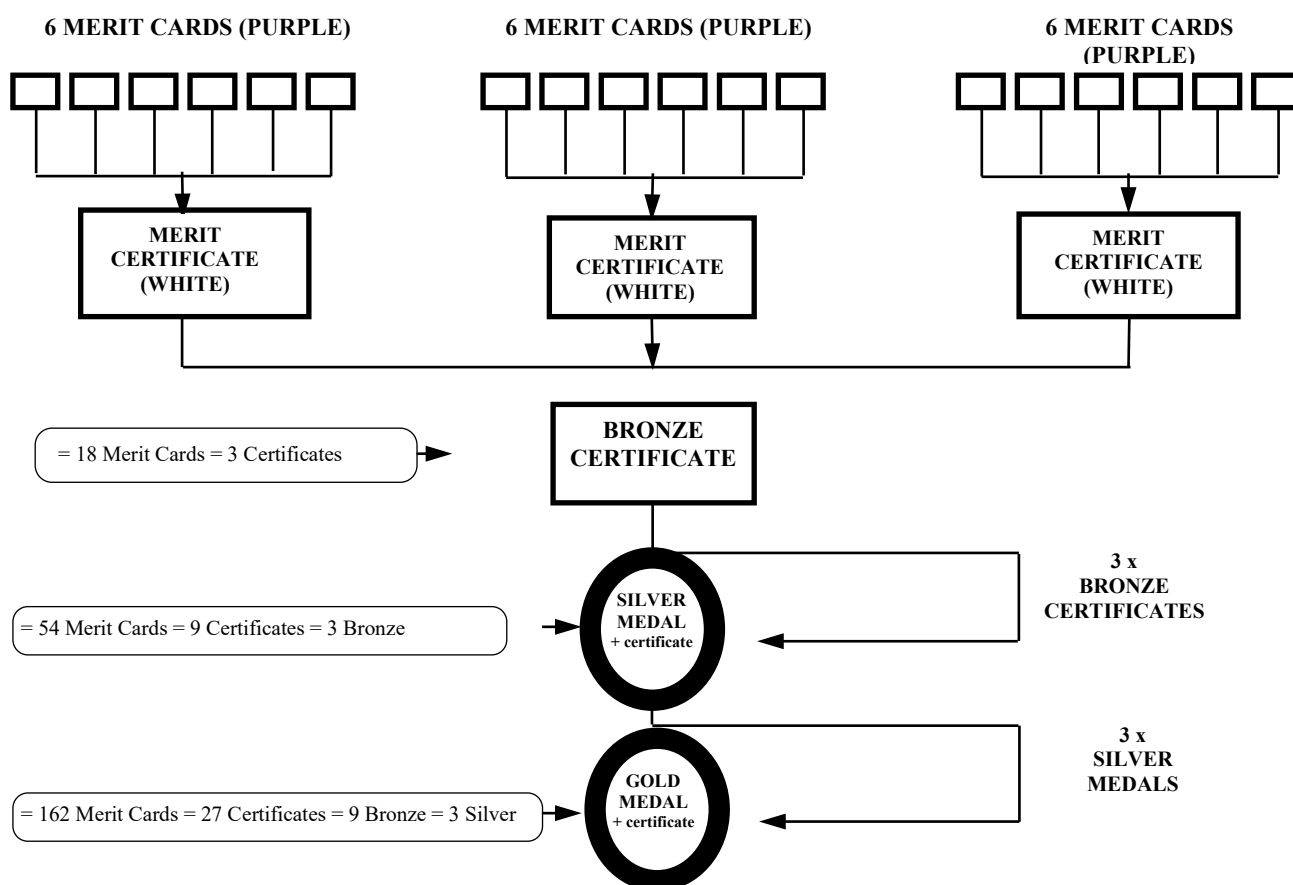 6 MERIT CARDS (PURPLE)
6 MERIT CARDS (PURPLE)
6 MERIT CARDS
(PURPLE)
MERIT
CERTIFICATE
(WHITE)
MERIT
CERTIFICATE
(WHITE)
MERIT
CERTIFICATE
(WHITE)
BRONZE
CERTIFICATE
= 18 Merit Cards = 3 Certificates
3 x
BRONZE
CERTIFICATES
SILVER
MEDAL
+ certificate
= 54 Merit Cards = 9 Certificates = 3 Bronze
3 x
SILVER
MEDALS
GOLD
MEDAL
+ certificate
= 162 Merit Cards = 27 Certificates = 9 Bronze = 3 Silver